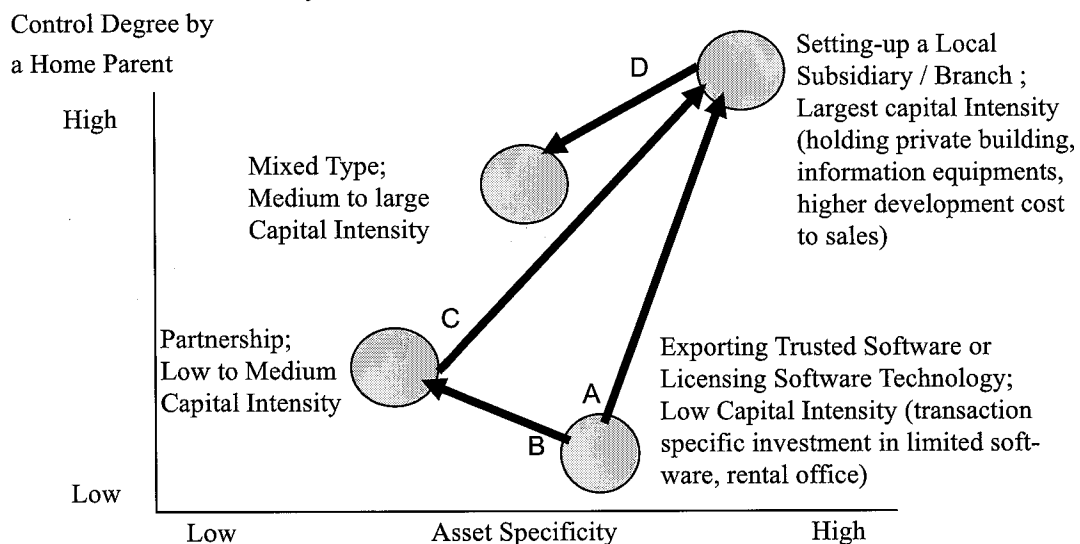 Control Degree by
a Home Parent
High
Low
Low
Asset Specificity
High
D
Setting-up a Local
Subsidiary / Branch ;
Largest capital Intensity
(holding private building,
information equipments,
higher development cost
to sales)
Mixed Type;
Medium to large
Capital Intensity
C
Partnership;
Low to Medium
Capital Intensity
A
B
Exporting Trusted Software or
Licensing Software Technology;
Low Capital Intensity (transaction
specific investment in limited soft-
ware, rental office)